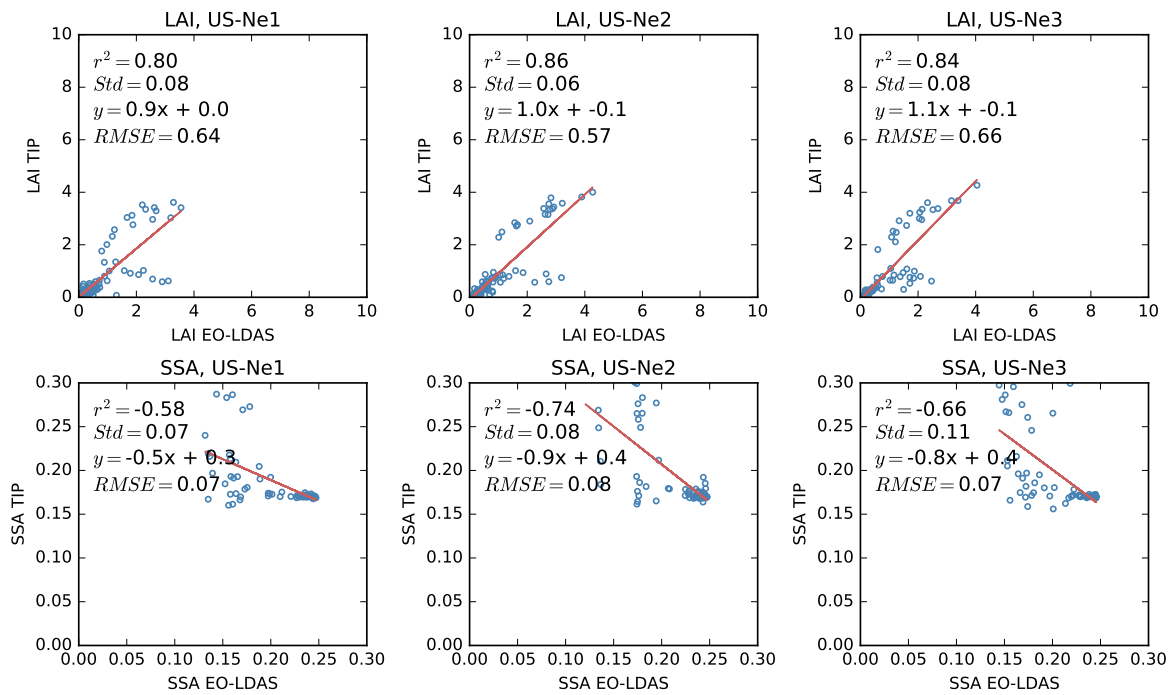 LAI, US-Ne1
10
8
6
4
2
0
r² = 0.80
Std = 0.08
y = 0.9x + 0.0
RMSE = 0.64
LAI TIP
0 2 4 6 8 10
LAI EO-LDAS
LAI, US-Ne2
10
8
6
4
2
0
r² = 0.86
Std = 0.06
y = 1.0x + -0.1
RMSE = 0.57
LAI TIP
0 2 4 6 8 10
LAI EO-LDAS
LAI, US-Ne3
10
8
6
4
2
0
r² = 0.84
Std = 0.08
y = 1.1x + -0.1
RMSE = 0.66
LAI TIP
0 2 4 6 8 10
LAI EO-LDAS
SSA, US-Ne1
0.30
0.25
0.20
0.15
0.10
0.05
0.00
r² = -0.58
Std = 0.07
y = -0.5x + 0.3
RMSE = 0.07
SSA TIP
0.00 0.05 0.10 0.15 0.20 0.25 0.30
SSA EO-LDAS
SSA, US-Ne2
0.30
0.25
0.20
0.15
0.10
0.05
0.00
r² = -0.74
Std = 0.08
y = -0.9x + 0.4
RMSE = 0.08
SSA TIP
0.00 0.05 0.10 0.15 0.20 0.25 0.30
SSA EO-LDAS
SSA, US-Ne3
0.30
0.25
0.20
0.15
0.10
0.05
0.00
r² = -0.66
Std = 0.11
y = -0.8x + 0.4
RMSE = 0.07
SSA TIP
0.00 0.05 0.10 0.15 0.20 0.25 0.30
SSA EO-LDAS